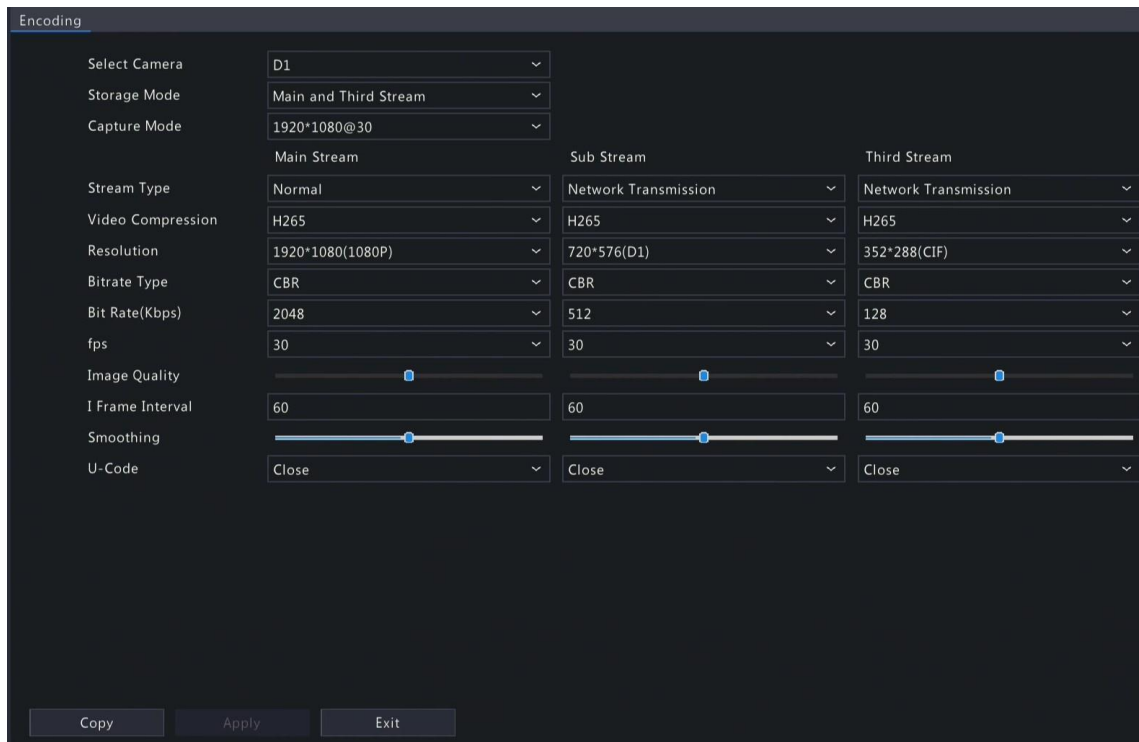 Encoding
Select Camera D1
Storage Mode Main and Third Stream
Capture Mode 1920*1080@30
Main Stream Sub Stream Third Stream
Stream Type Normal Network Transmission Network Transmission
Video Compression H265 H265 H265
Resolution 1920*1080(1080P) 720*576(D1) 352*288(CIF)
Bitrate Type CBR CBR CBR
Bit Rate(Kbps) 2048 512 128
fps 30 30 30
Image Quality
I Frame Interval 60 60 60
Smoothing
U-Code Close Close Close
Copy Apply Exit